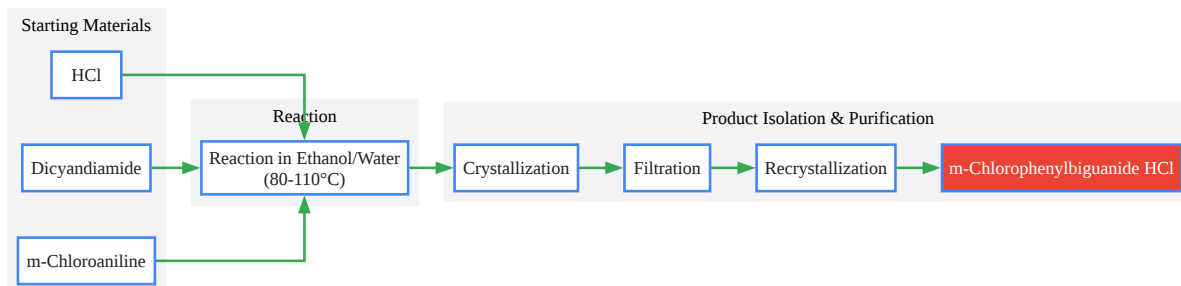 Starting Materials
HCl
Dicyandiamide
m-Chloroaniline
Reaction
Reaction in Ethanol/Water
(80-110°C)
Product Isolation & Purification
Crystallization
Filtration
Recrystallization
m-Chlorophenylbiguanide HCl